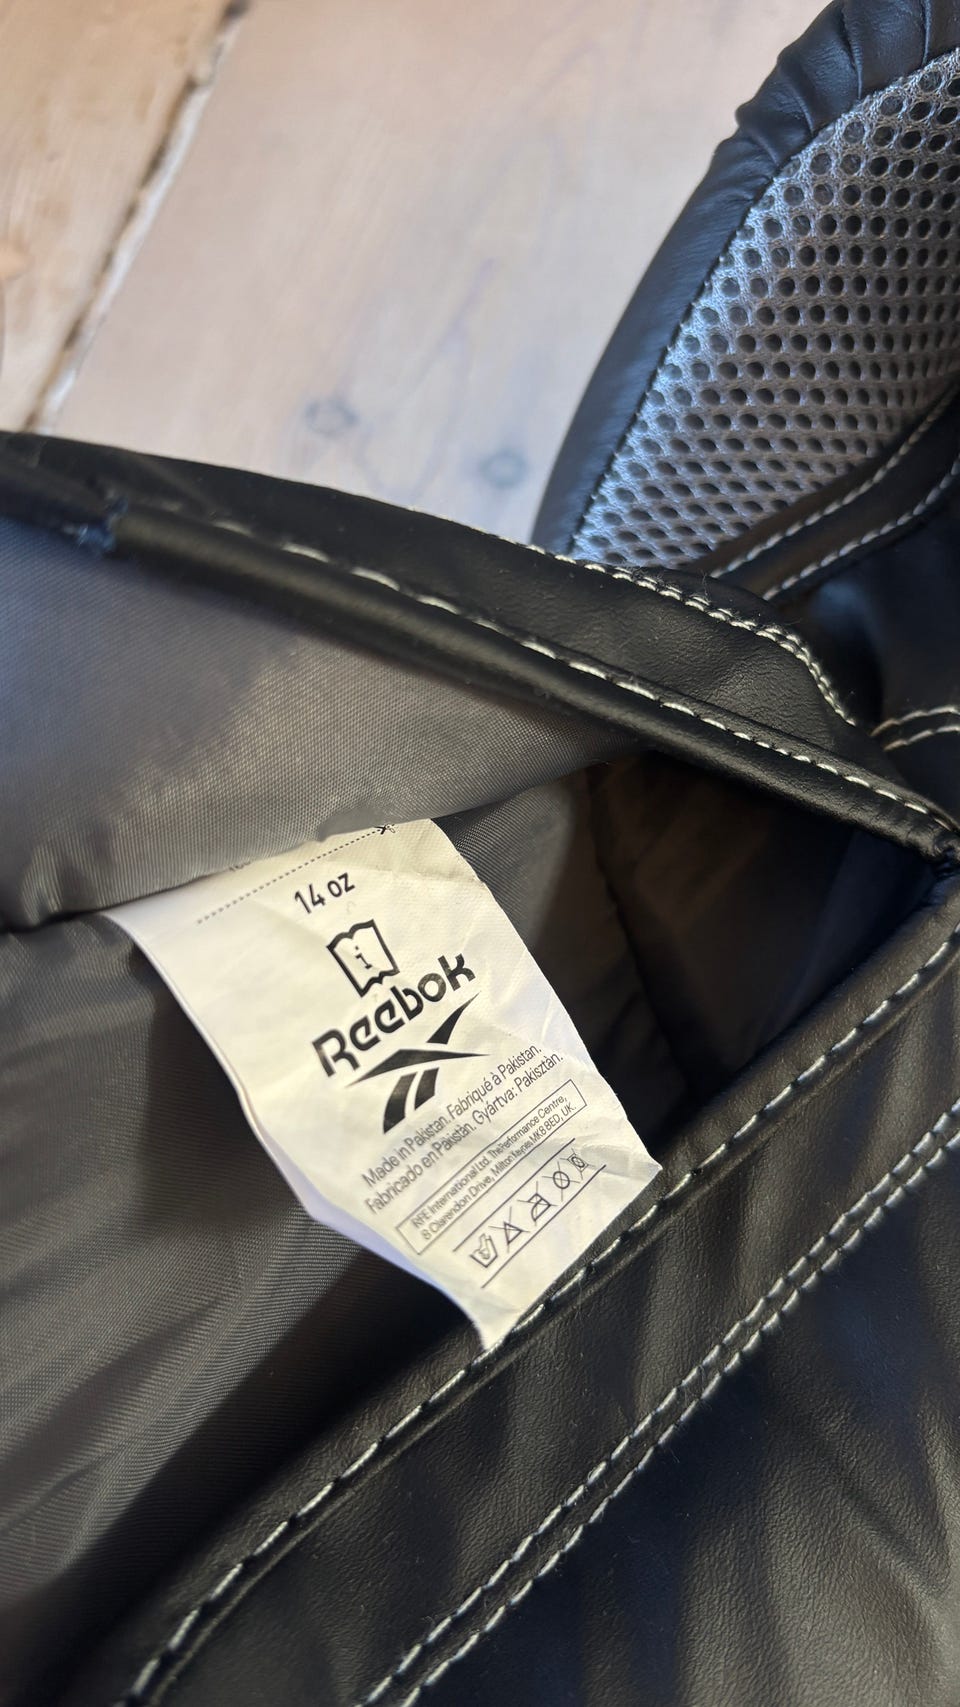 14 oz
i
Reebok
Made in Pakistan. Fabriqué à Pakistan.
Fabricado en Pakistán. Gyártva: Pakisztàn.
RFE International Ltd. The Performance Centre,
8 Clarendon Drive, Milton Keynes, MK8 8ED, UK.